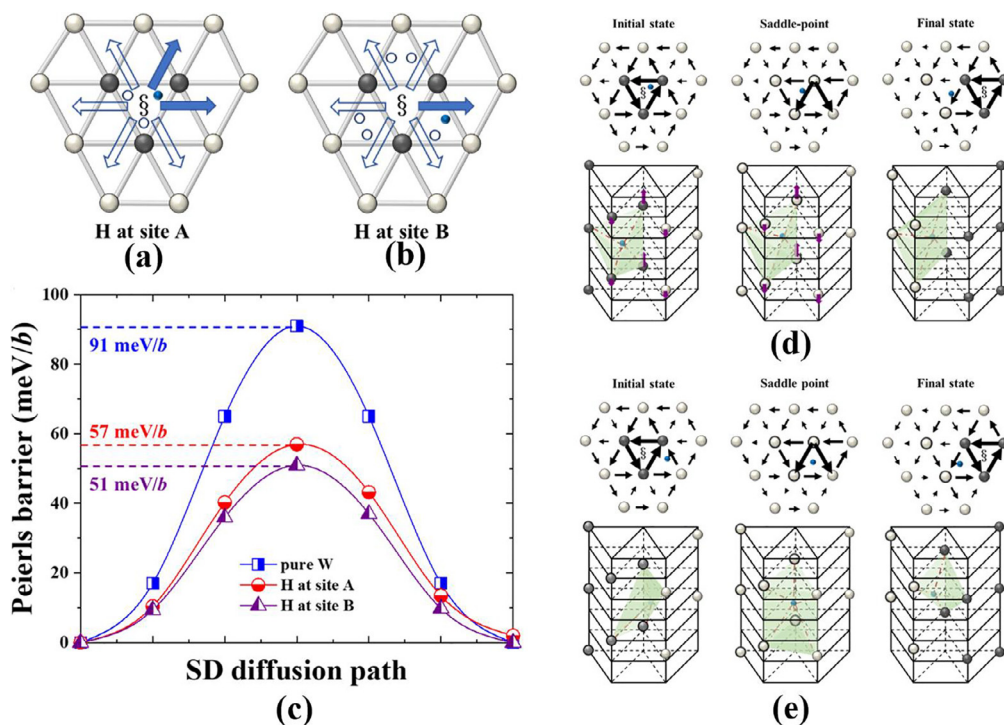 H at site A
(a)
H at site B
(b)
100
80
60
40
20
0
Peierls barrier (meV/b)
91 meV/b
57 meV/b
51 meV/b
pure W
H at site A
H at site B
SD diffusion path
(c)
Initial state
Saddle-point
Final state
(d)
Initial state
Saddle point
Final state
(e)